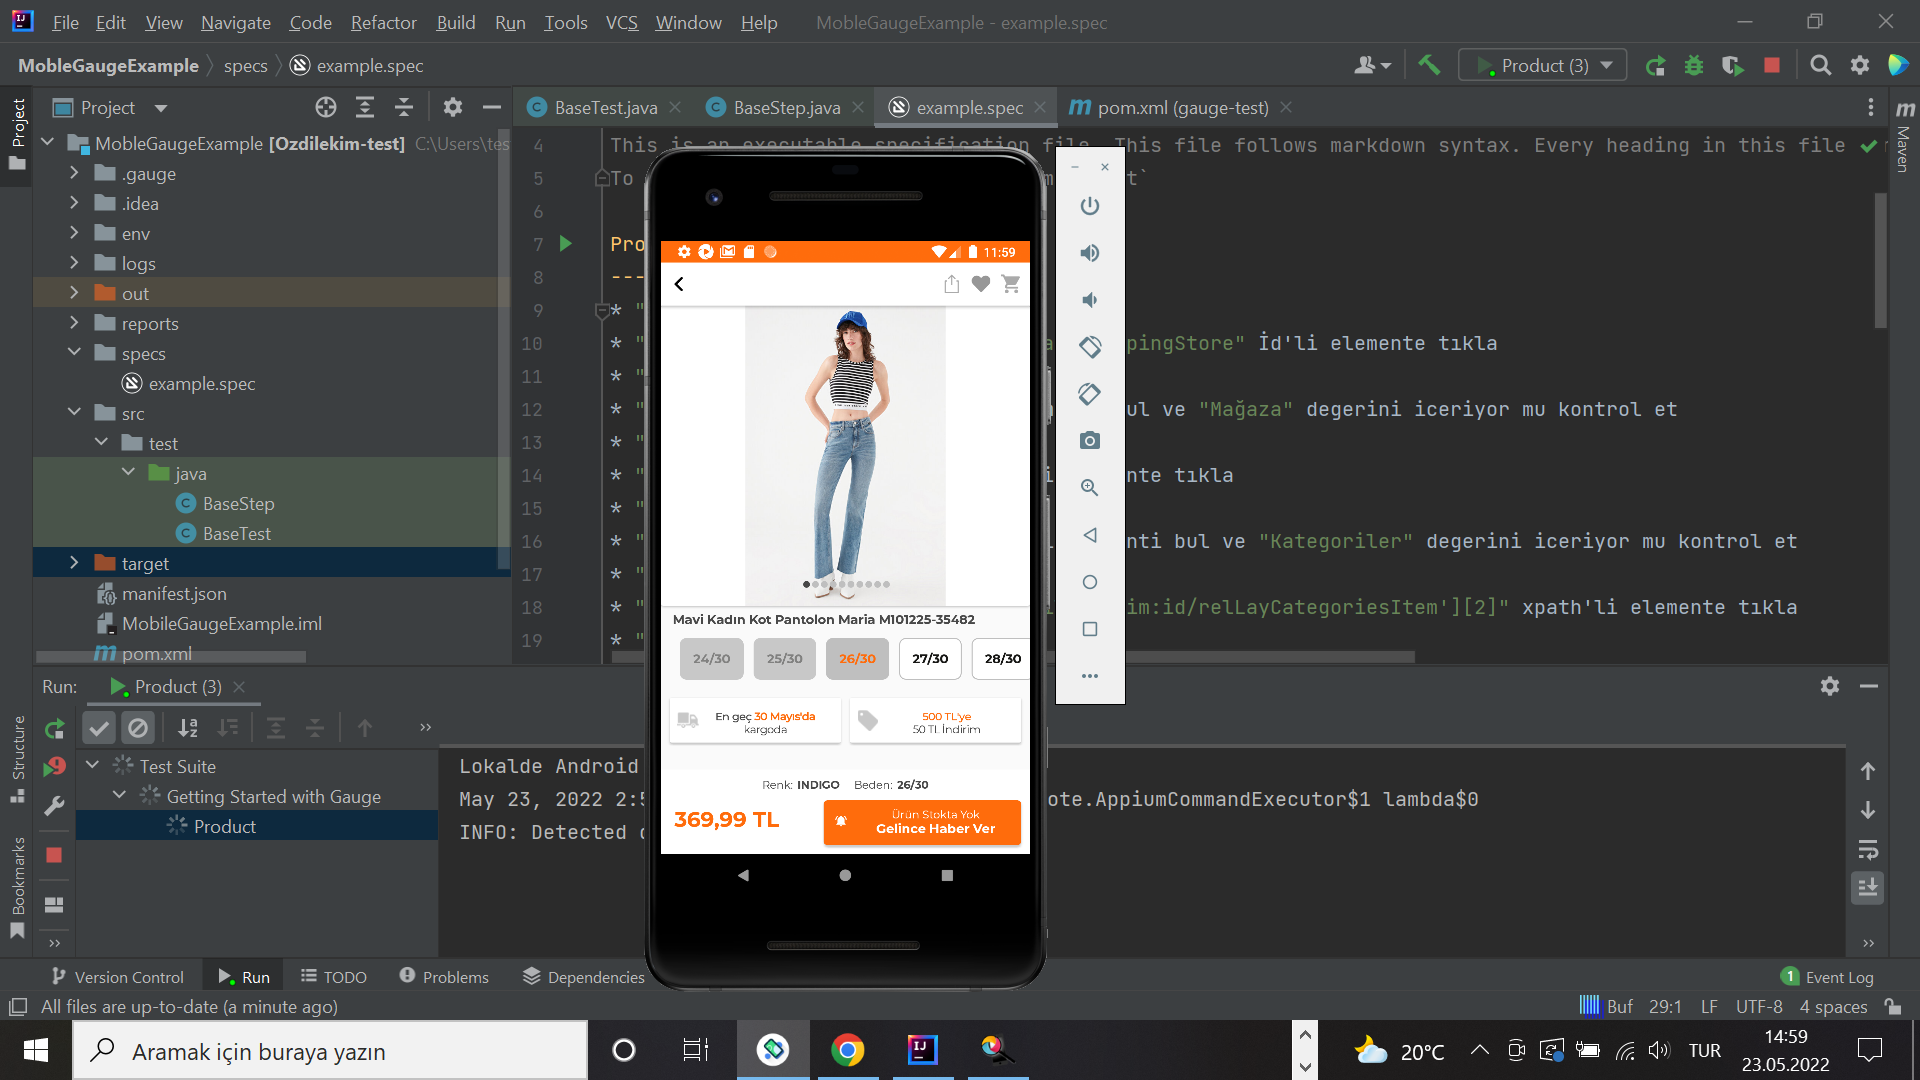 File Edit View Navigate Code Refactor Build Run Tools VCS Window Help MobleGaugeExample - example.spec
MobleGaugeExample specs example.spec Product (3)
Project
BaseTest.java BaseStep.java example.spec pom.xml (gauge-test)
Project
Maven
MobleGaugeExample [Ozdilekim-test] C:\Users\tes
.gauge
.idea
env
logs
out
reports
specs
example.spec
src
test
java
BaseStep
BaseTest
target
manifest.json
MobileGaugeExample.iml
pom.xml
4 This is an executable specification file. This file follows markdown syntax. Every heading in this file
5 To t`
6
7 Pro
8 ---
9 * "
10 * " pingStore" İd'li elemente tıkla
11 * "
12 * " ul ve "Mağaza" degerini iceriyor mu kontrol et
13 * "
14 * " nte tıkla
15 * "
16 * " nti bul ve "Kategoriler" degerini iceriyor mu kontrol et
17 * "
18 * " im:id/relLayCategoriesItem'][2]" xpath'li elemente tıkla
19 * "
11:59
Mavi Kadın Kot Pantolon Maria M101225-35482
24/30 25/30 26/30 27/30 28/30
En geç 30 Mayıs'da
kargoda
500 TL'ye
50 TL İndirim
Renk: INDIGO Beden: 26/30
369,99 TL
Ürün Stokta Yok
Gelince Haber Ver
Run: Product (3)
Structure
Bookmarks
Test Suite
Getting Started with Gauge
Product
Lokalde Android
May 23, 2022 2:5 ote.AppiumCommandExecutor$1 lambda$0
INFO: Detected
Version Control Run TODO Problems Dependencies 1 Event Log
All files are up-to-date (a minute ago) Buf 29:1 LF UTF-8 4 spaces
Aramak için buraya yazın
20°C TUR
14:59
23.05.2022